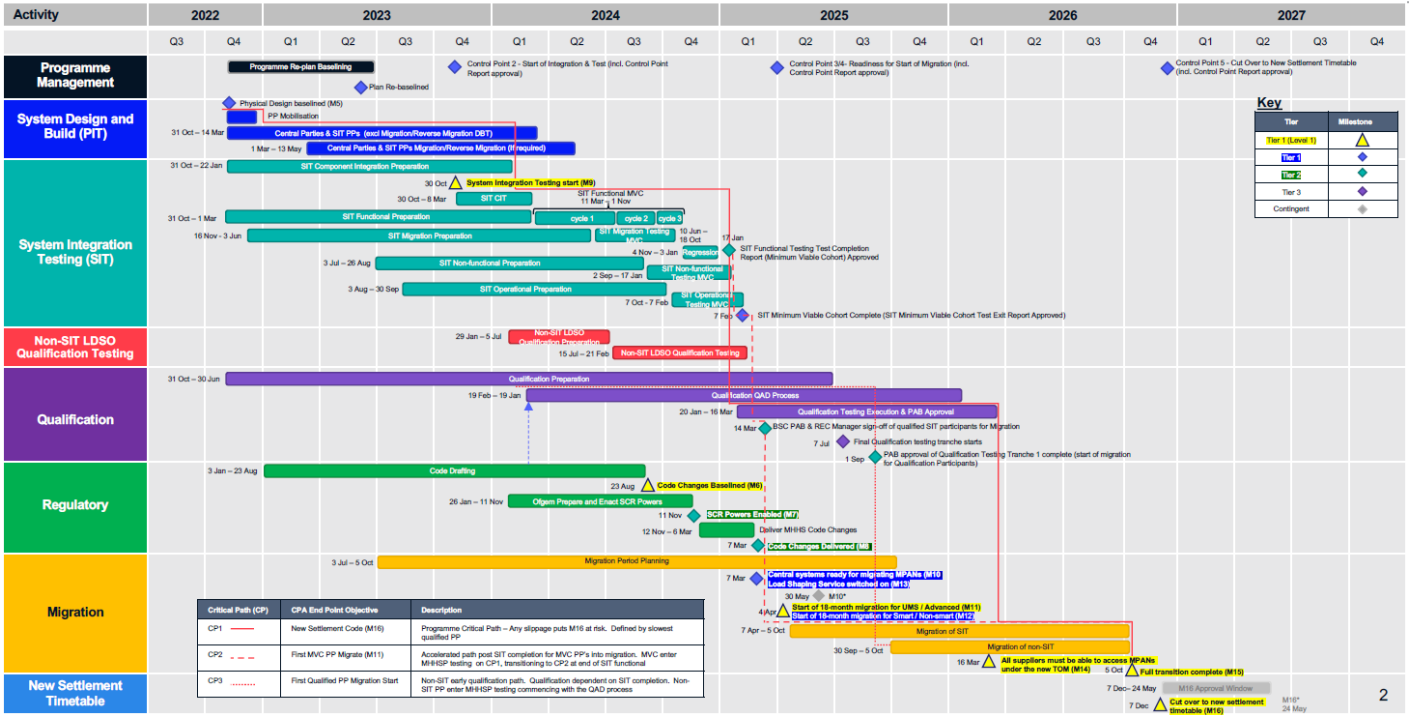 Activity
2022
2023
2024
2025
2026
2027
Q3
Q4
Q1
Q2
Q3
Q4
Q1
Q2
Q3
Q4
Q1
Q2
Q3
Q4
Q1
Q2
Q3
Q4
Q1
Q2
Q3
Q4
Programme
Management
Programme Re-plan Baselining
Plan Re-baselined
Control Point 2 - Start of Integration & Test (incl. Control Point
Report approval)
Control Point 3/4- Readiness for Start of Migration (incl.
Control Point Report approval)
Control Point 5 - Cut Over to New Settlement Timetable
(incl. Control Point Report approval)
System Design and
Build (PIT)
Physical Design baselined (M5)
PP Mobilisation
31 Oct – 14 Mar
Central Parties & SIT PPs (excl Migration/Reverse Migration DBT)
1 Mar – 13 May
Central Parties & SIT PPs Migration/Reverse Migration (If required)
Key
Tier
Milestone
Tier 1 (Level 1)
Tier 1
Tier 2
Tier 3
Contingent
System Integration
Testing (SIT)
31 Oct – 22 Jan
SIT Component Integration Preparation
30 Oct
System Integration Testing start (M9)
30 Oct – 8 Mar
SIT CIT
SIT Functional MVC
11 Mar – 1 Nov
31 Oct – 1 Mar
SIT Functional Preparation
cycle 1
cycle 2
cycle 3
16 Nov - 3 Jun
SIT Migration Preparation
SIT Migration Testing
MVC
10 Jun –
18 Oct
17 Jan
4 Nov – 3 Jan
Regression
SIT Functional Testing Test Completion
Report (Minimum Viable Cohort) Approved
3 Jul – 26 Aug
SIT Non-functional Preparation
2 Sep – 17 Jan
SIT Non-functional
Testing MVC
3 Aug – 30 Sep
SIT Operational Preparation
7 Oct - 7 Feb
SIT Operational
Testing MVC
7 Feb
SIT Minimum Viable Cohort Complete (SIT Minimum Viable Cohort Test Exit Report Approved)
Non-SIT LDSO
Qualification Testing
29 Jan – 5 Jul
Non-SIT LDSO
Qualification Preparation
15 Jul – 21 Feb
Non-SIT LDSO Qualification Testing
Qualification
31 Oct – 30 Jun
Qualification Preparation
19 Feb – 19 Jan
Qualification QAD Process
20 Jan – 16 Mar
Qualification Testing Execution & PAB Approval
14 Mar
BSC PAB & REC Manager sign-off of qualified SIT participants for Migration
7 Jul
Final Qualification testing tranche starts
1 Sep
PAB approval of Qualification Testing Tranche 1 complete (start of migration
for Qualification Participants)
Regulatory
3 Jan – 23 Aug
Code Drafting
23 Aug
Code Changes Baselined (M6)
26 Jan – 11 Nov
Ofgem Prepare and Enact SCR Powers
11 Nov
SCR Powers Enabled (M7)
12 Nov – 6 Mar
Deliver MHHS Code Changes
7 Mar
Code Changes Delivered (M8
Migration
3 Jul – 5 Oct
Migration Period Planning
7 Mar
Central systems ready for migrating MPANs (M10
Load Shaping Service switched on (M13)
30 May
M10*
4 Apr
Start of 18-month migration for UMS / Advanced (M11)
Start of 18-month migration for Smart / Non-smart (M12)
7 Apr – 5 Oct
Migration of SIT
30 Sep – 5 Oct
Migration of non-SIT
16 Mar
All suppliers must be able to access MPANs
under the new TOM (M14)
5 Oct
Full transition complete (M15)
Critical Path (CP)
CPA End Point Objective
Description
CP1
New Settlement Code (M16)
Programme Critical Path – Any slippage puts M16 at risk. Defined by slowest
qualified PP
CP2
First MVC PP Migrate (M11)
Accelerated path post SIT completion for MVC PP's into migration. MVC enter
MHHSP testing on CP1, transitioning to CP2 at end of SIT functional
CP3
First Qualified PP Migration Start
Non-SIT early qualification path. Qualification dependent on SIT completion. Non-
SIT PP enter MHHSP testing commencing with the QAD process
New Settlement
Timetable
7 Dec– 24 May
M16 Approval Window
7 Dec
Cut over to new settlement
timetable (M16)
M16*
24 May
2